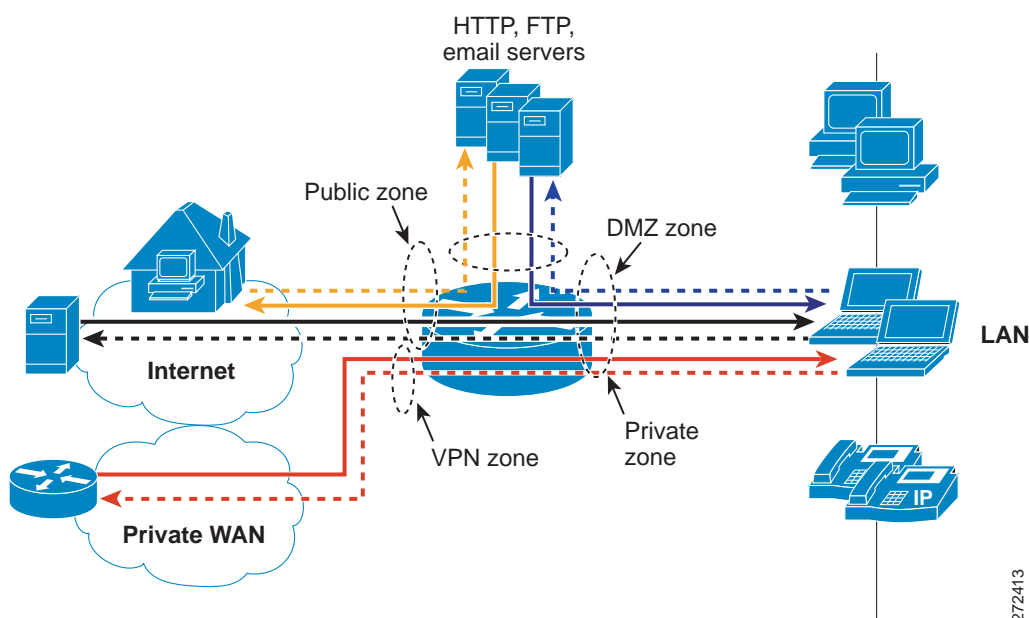 HTTP, FTP,
email servers
Public zone
DMZ zone
LAN
Internet
Private
zone
VPN zone
IP
Private WAN
272413